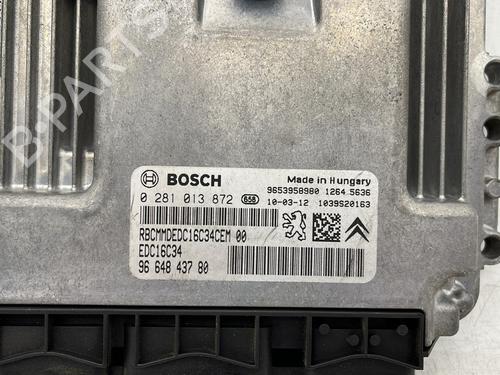 B-Parts
BOSCH
Made in Hungary
9653958980 1264.5636
0 281 013 872 658 10-03-12 1039S20163
RBCMMDEDC16C34CEM 00
EDC16C34
96 648 437 80